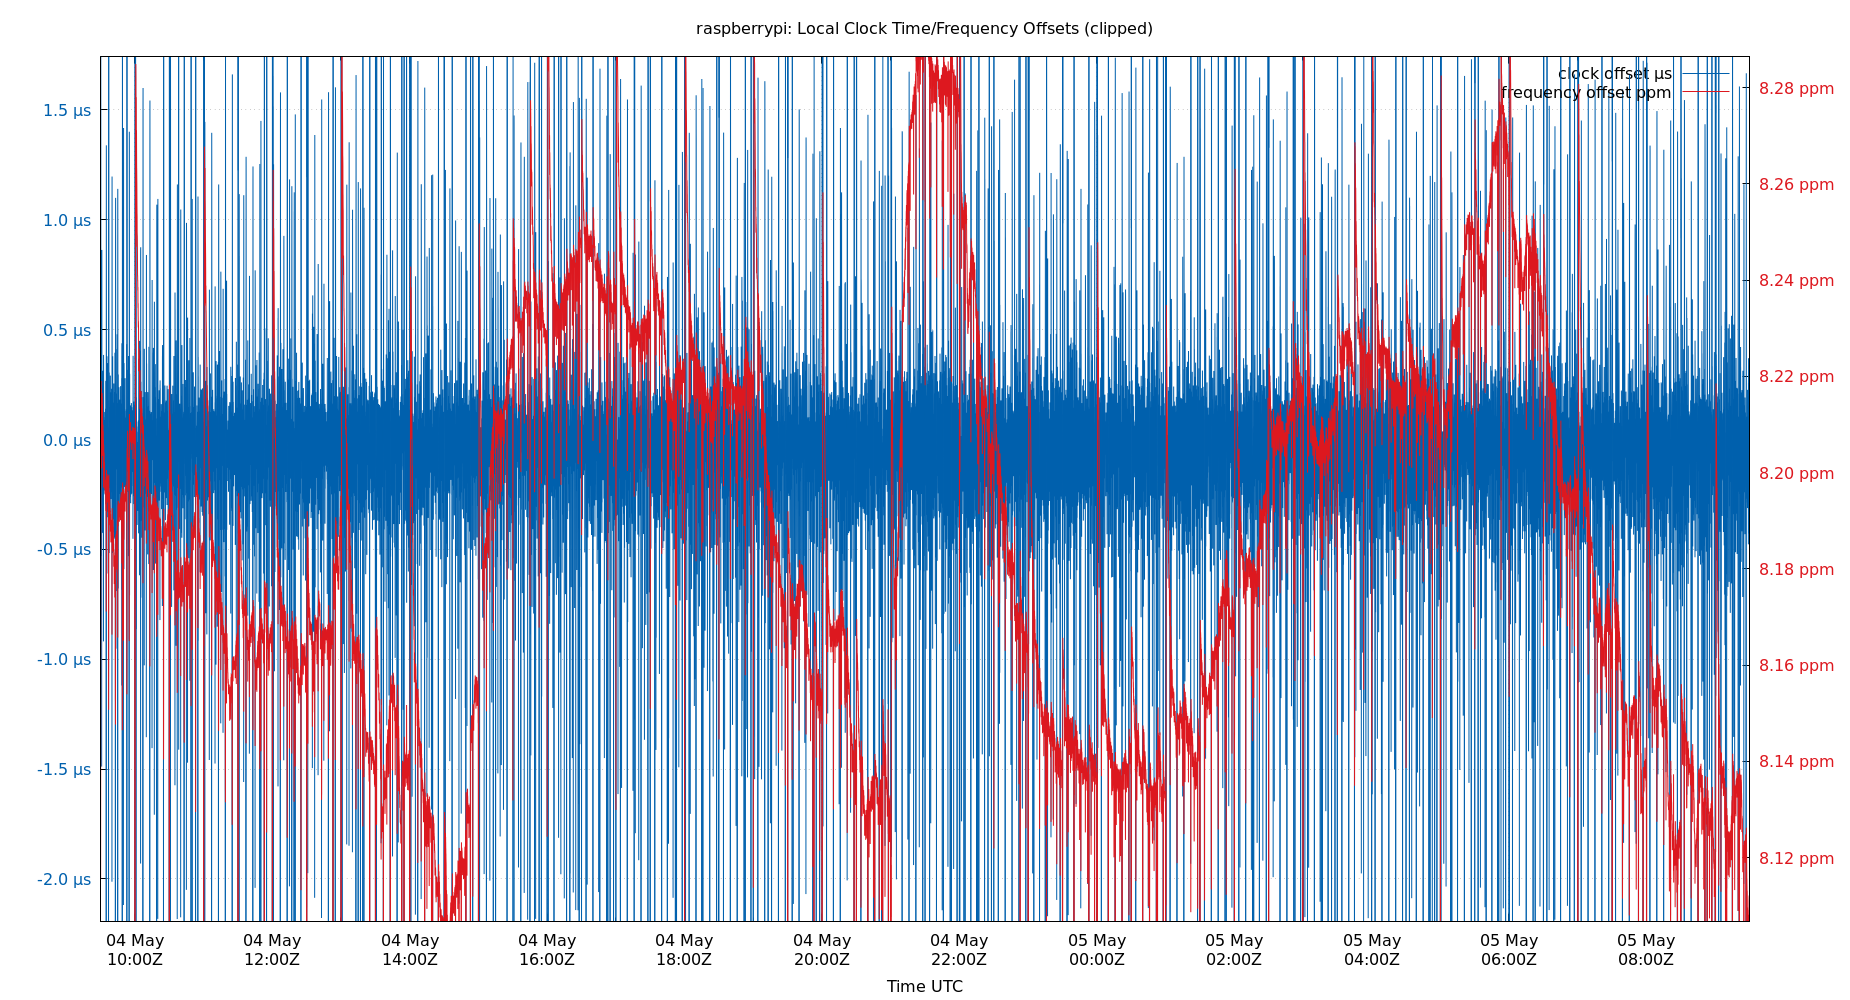 raspberrypi: Local Clock Time/Frequency Offsets (clipped)
clock offset µs
frequency offset ppm
1.5 µs
1.0 µs
0.5 µs
0.0 µs
-0.5 µs
-1.0 µs
-1.5 µs
-2.0 µs
8.28 ppm
8.26 ppm
8.24 ppm
8.22 ppm
8.20 ppm
8.18 ppm
8.16 ppm
8.14 ppm
8.12 ppm
04 May 04 May 04 May 04 May 04 May 04 May 04 May 05 May 05 May 05 May 05 May 05 May
10:00Z 12:00Z 14:00Z 16:00Z 18:00Z 20:00Z 22:00Z 00:00Z 02:00Z 04:00Z 06:00Z 08:00Z
Time UTC